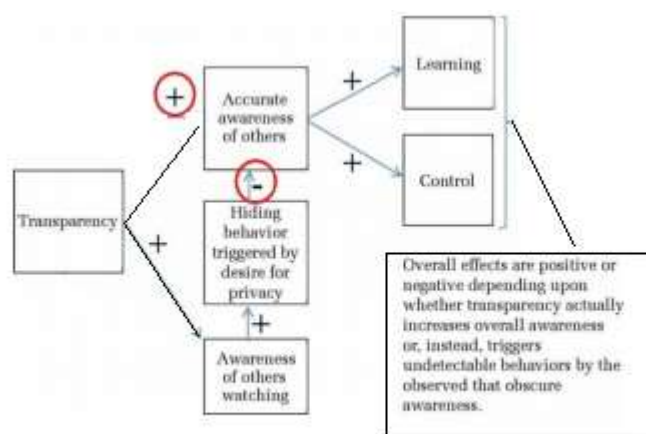 Learning
+
+
Accurate
awareness
of others
+
Control
-
Transparency
Hiding
behavior
triggered by
desire for
privacy
+
+
Awareness
of others
watching
Overall effects are positive or
negative depending upon
whether transparency actually
increases overall awareness
or, instead, triggers
undetectable behaviors by the
observed that obscure
awareness.